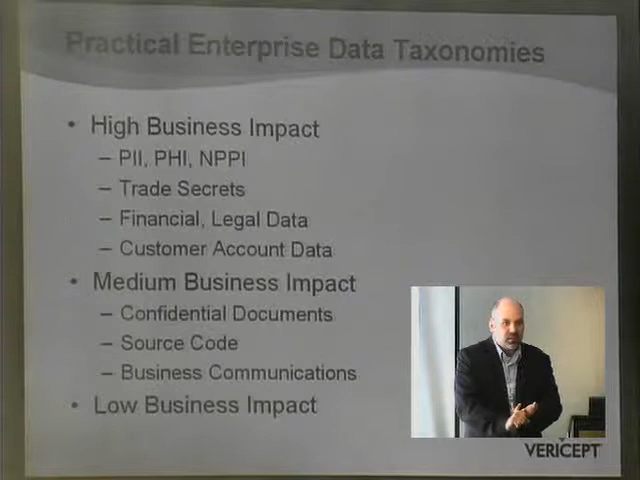 Practical Enterprise Data Taxonomies
• High Business Impact
– PII, PHI, NPPI
– Trade Secrets
– Financial, Legal Data
– Customer Account Data
• Medium Business Impact
– Confidential Documents
– Source Code
– Business Communications
• Low Business Impact
VERICEPT